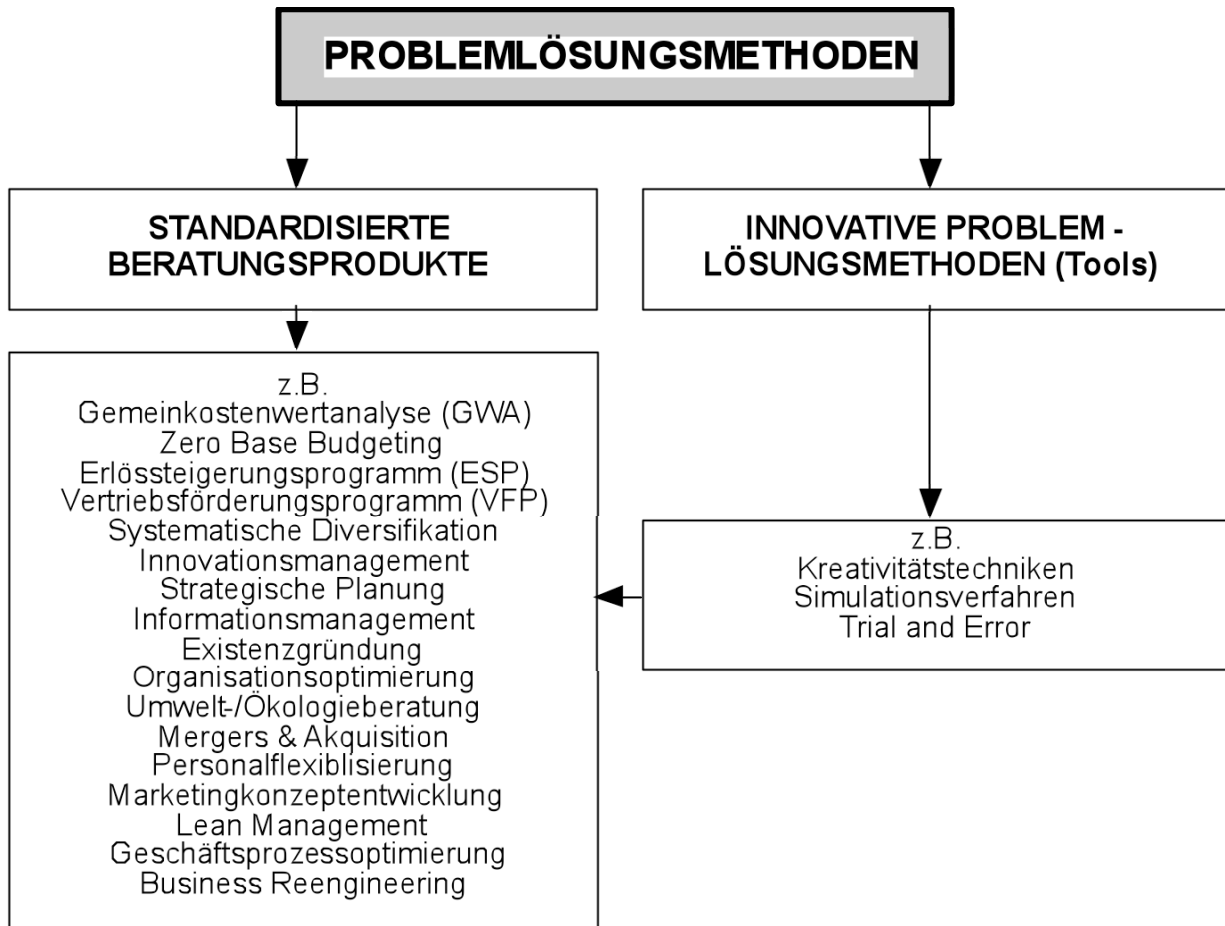 PROBLEMLÖSUNGSMETHODEN
STANDARDISIERTE
BERATUNGSPRODUKTE
z.B.
Gemeinkostenwertanalyse (GWA)
Zero Base Budgeting
Erlössteigerungsprogramm (ESP)
Vertriebsförderungsprogramm (VFP)
Systematische Diversifikation
Innovationsmanagement
Strategische Planung
Informationsmanagement
Existenzgründung
Organisationsoptimierung
Umwelt-/Ökologieberatung
Mergers & Akquisition
Personalflexiblisierung
Marketingkonzeptentwicklung
Lean Management
Geschäftsprozessoptimierung
Business Reengineering
INNOVATIVE PROBLEM -
LÖSUNGSMETHODEN (Tools)
z.B.
Kreativitätstechniken
Simulationsverfahren
Trial and Error